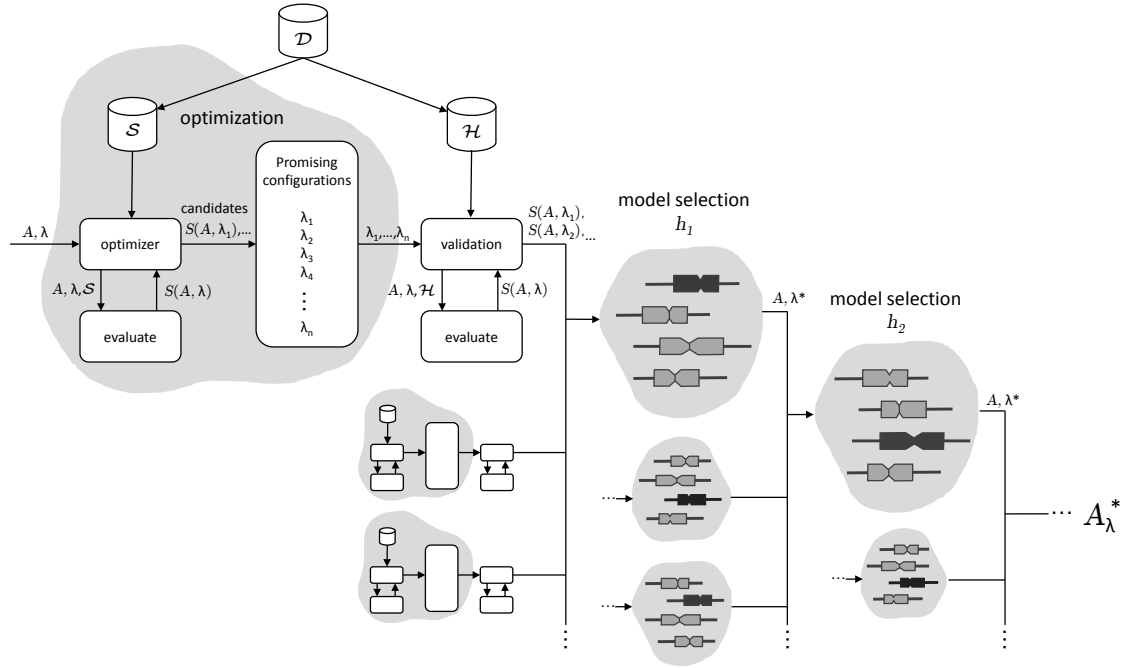 𝒟
𝒮
optimization
ℋ
Promising
configurations
λ₁
λ₂
λ₃
λ₄
⋮
λₙ
A, λ
optimizer
candidates
S(A, λ₁),...
λ₁,...,λₙ
validation
S(A, λ₁),
S(A, λ₂),...
A, λ, 𝒮
S(A, λ)
evaluate
A, λ, ℋ
S(A, λ)
evaluate
model selection
h₁
A, λ*
model selection
h₂
A, λ*
...
...
...
... A*λ
⋮
⋮
⋮